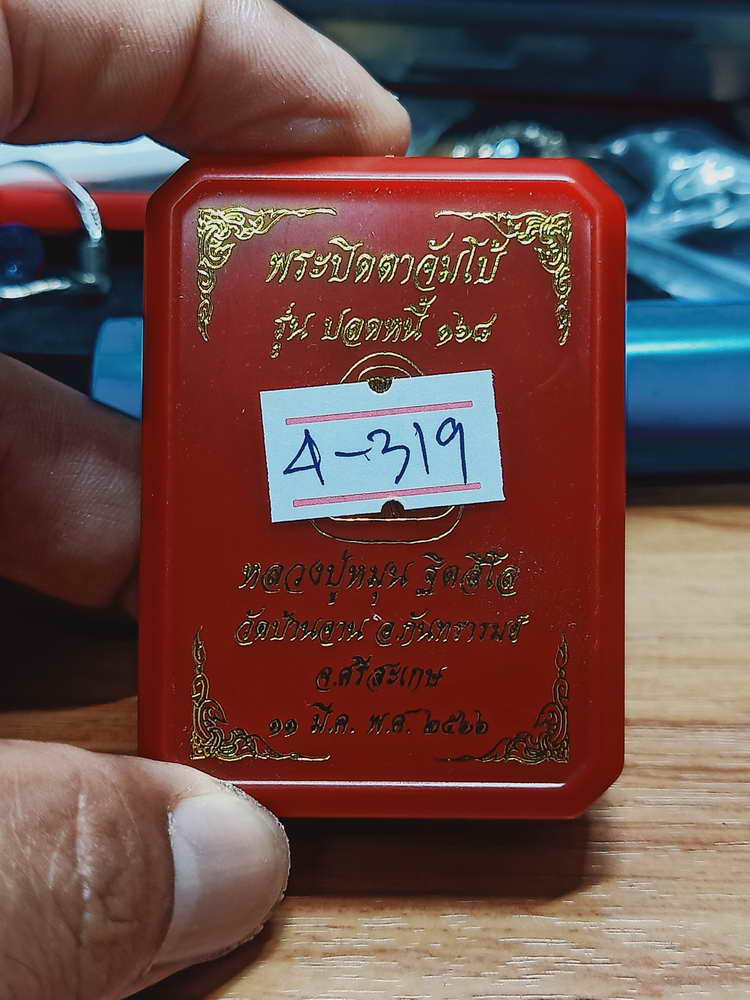 พระปิดตาจัมโบ้
รุ่น ปลดหนี้ ๑๖๘
4-319
หลวงปู่หมุน ฐิตสีโล
วัดบ้านจาน อ.กันทรารมย์
จ.ศรีสะเกษ
๑๑ มี.ค. พ.ศ. ๒๕๖๖